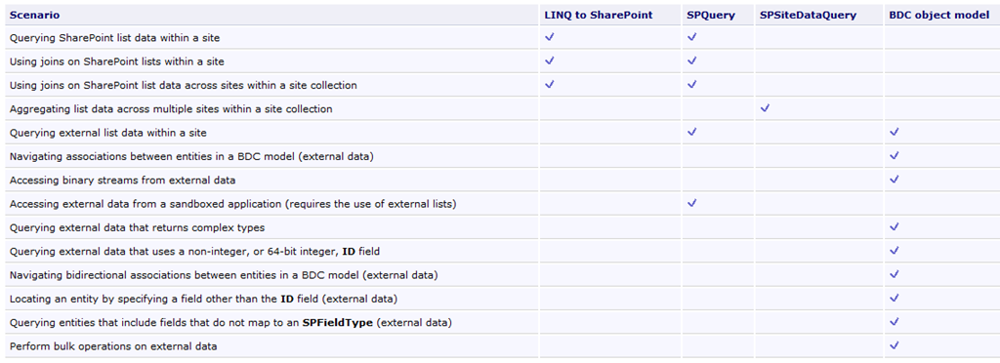 Scenario LINQ to SharePoint SPQuery SPSiteDataQuery BDC object model
Querying SharePoint list data within a site ✓ ✓
Using joins on SharePoint lists within a site ✓ ✓
Using joins on SharePoint list data across sites within a site collection ✓ ✓
Aggregating list data across multiple sites within a site collection ✓
Querying external list data within a site ✓ ✓
Navigating associations between entities in a BDC model (external data) ✓
Accessing binary streams from external data ✓
Accessing external data from a sandboxed application (requires the use of external lists) ✓
Querying external data that returns complex types ✓
Querying external data that uses a non-integer, or 64-bit integer, ID field ✓
Navigating bidirectional associations between entities in a BDC model (external data) ✓
Locating an entity by specifying a field other than the ID field (external data) ✓
Querying entities that include fields that do not map to an SPFieldType (external data) ✓
Perform bulk operations on external data ✓